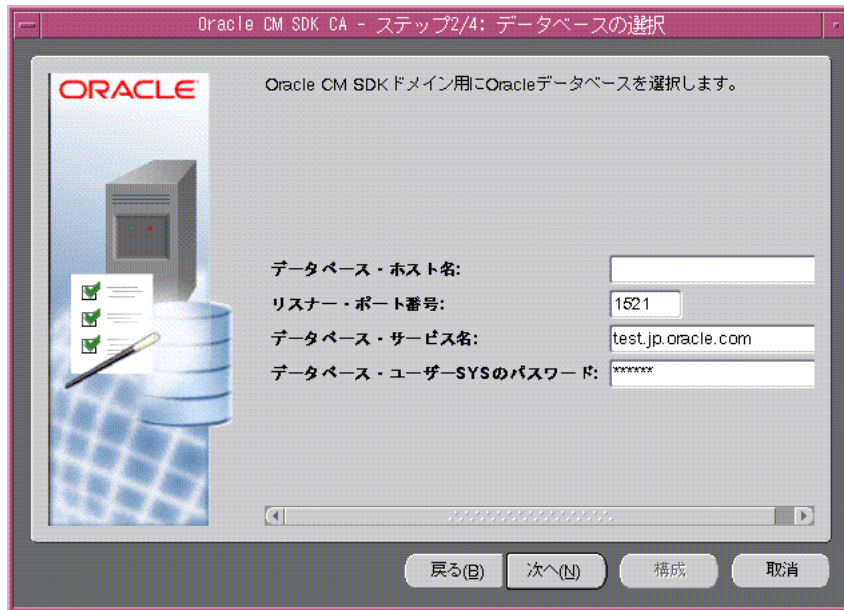 Oracle CM SDK CA - ステップ2/4: データベースの選択
ORACLE
Oracle CM SDKドメイン用にOracleデータベースを選択します。
データベース・ホスト名:
リスナー・ポート番号: 1521
データベース・サービス名: test.jp.oracle.com
データベース・ユーザーSYSのパスワード: ******
戻る(B) 次へ(N) 構成 取消